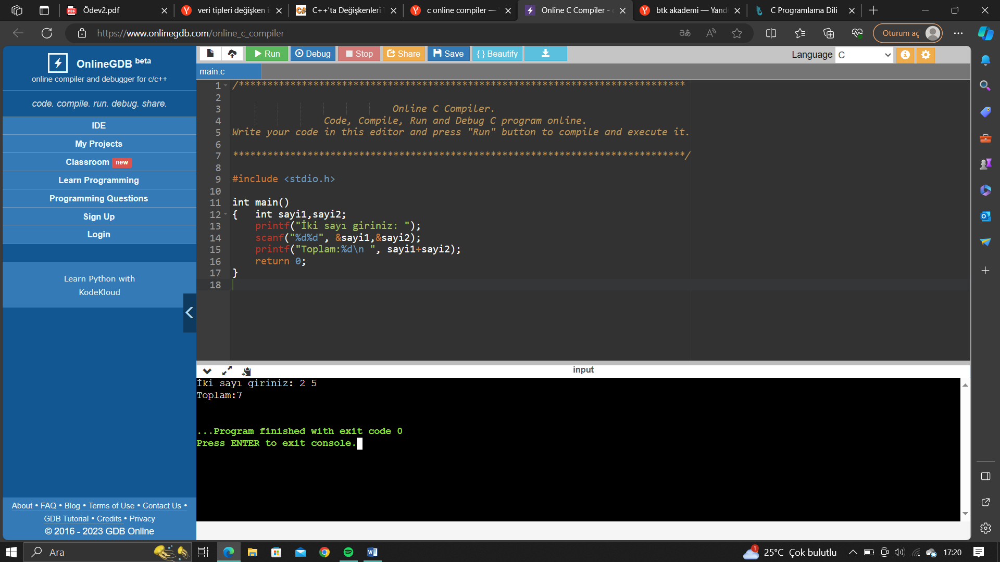 Ödev2.pdf
veri tipleri değişken i
C++'ta Değişkenleri T
c online compiler —
Online C Compiler -
btk akademi — Yand
C Programlama Dili
https://www.onlinegdb.com/online_c_compiler
Oturum aç
OnlineGDB beta
online compiler and debugger for c/c++
code. compile. run. debug. share.
IDE
My Projects
Classroom new
Learn Programming
Programming Questions
Sign Up
Login
Learn Python with
KodeKloud
About • FAQ • Blog • Terms of Use • Contact Us •
GDB Tutorial • Credits • Privacy
© 2016 - 2023 GDB Online
Run Debug Stop Share Save { } Beautify
Language C
main.c
1 /******************************************************************************
2
3 Online C Compiler.
4 Code, Compile, Run and Debug C program online.
5 Write your code in this editor and press "Run" button to compile and execute it.
6
7 *******************************************************************************/
8
9 #include <stdio.h>
10
11 int main()
12 { int sayi1,sayi2;
13 printf("İki sayı giriniz: ");
14 scanf("%d%d", &sayi1,&sayi2);
15 printf("Toplam:%d\n ", sayi1+sayi2);
16 return 0;
17 }
18
input
İki sayı giriniz: 2 5
Toplam:7
...Program finished with exit code 0
Press ENTER to exit console.
Ara
1
25°C Çok bulutlu
17:20